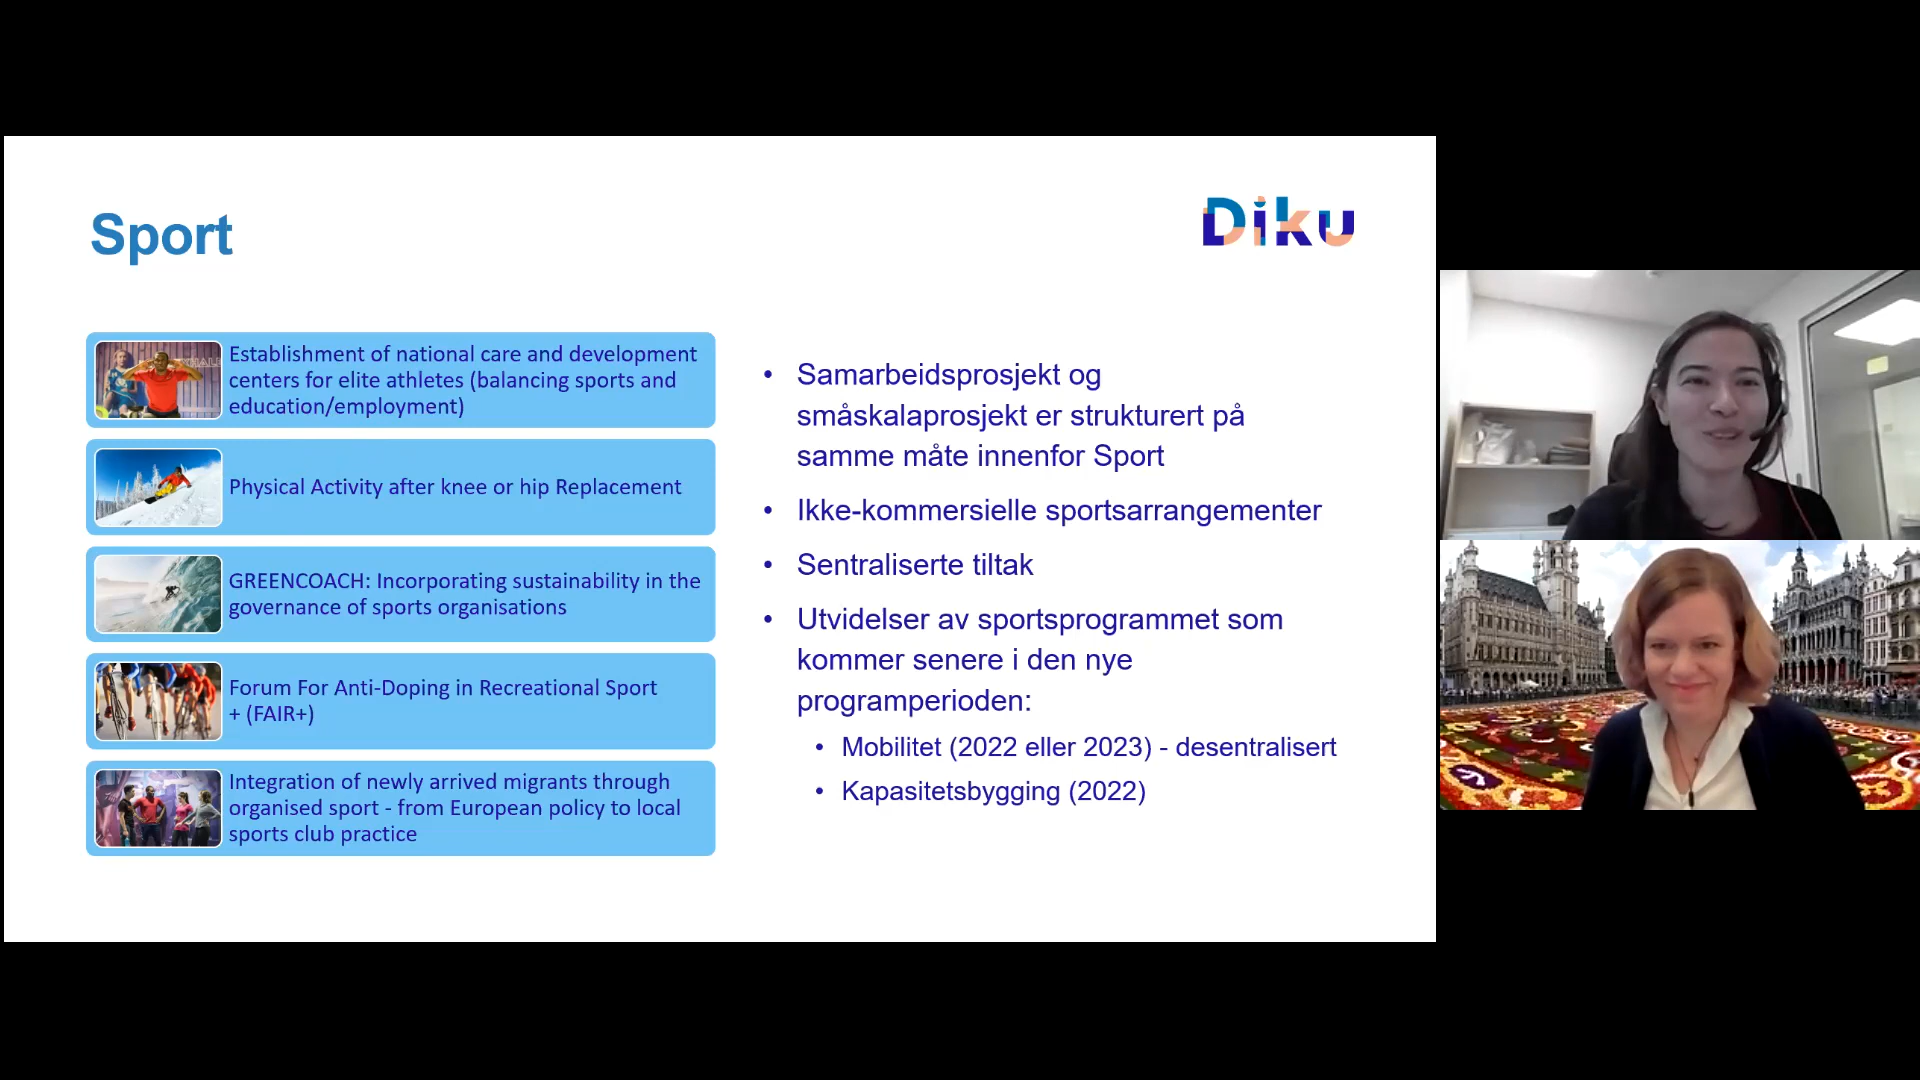 Sport
Diku
Establishment of national care and development
centers for elite athletes (balancing sports and
education/employment)
Physical Activity after knee or hip Replacement
GREENCOACH: Incorporating sustainability in the
governance of sports organisations
Forum For Anti-Doping in Recreational Sport
+ (FAIR+)
Integration of newly arrived migrants through
organised sport - from European policy to local
sports club practice
• Samarbeidsprosjekt og
småskalaprosjekt er strukturert på
samme måte innenfor Sport
• Ikke-kommersielle sportsarrangementer
• Sentraliserte tiltak
• Utvidelser av sportsprogrammet som
kommer senere i den nye
programperioden:
• Mobilitet (2022 eller 2023) - desentralisert
• Kapasitetsbygging (2022)